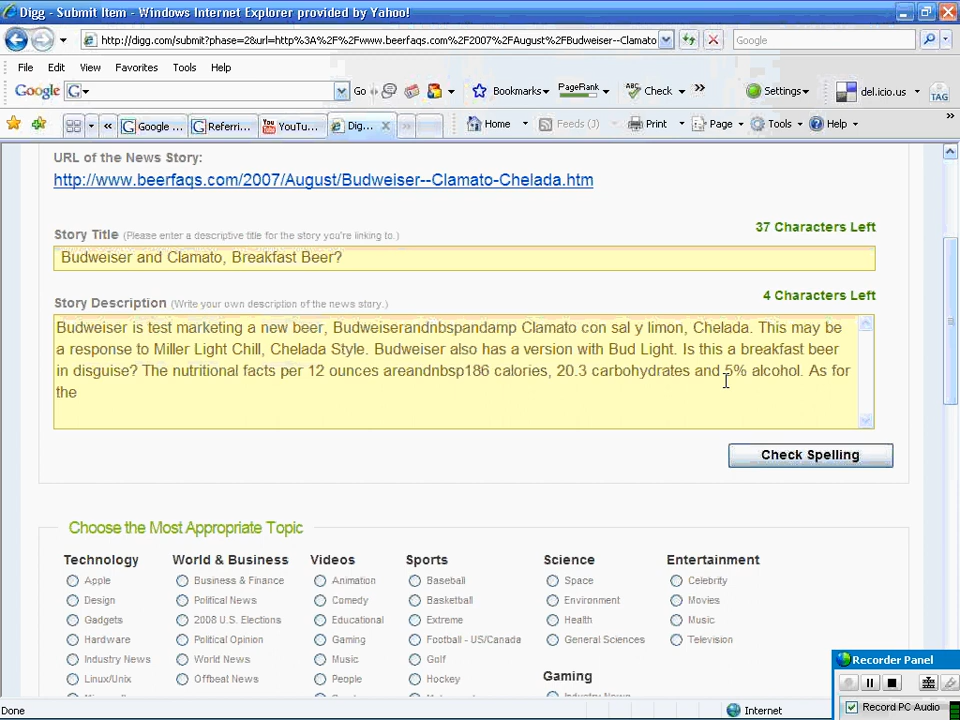 Digg - Submit Item - Windows Internet Explorer provided by Yahoo!
http://digg.com/submit?phase=2&url=http%3A%2F%2Fwww.beerfaqs.com%2F2007%2FAugust%2FBudweiser--Clamato
Google
File Edit View Favorites Tools Help
Google G Go Bookmarks PageRank Check Settings del.icio.us TAG
Google ... Referri... YouTu... Digg... Home Feeds (J) Print Page Tools Help
URL of the News Story:
http://www.beerfaqs.com/2007/August/Budweiser--Clamato-Chelada.htm
37 Characters Left
Story Title (Please enter a descriptive title for the story you're linking to.)
Budweiser and Clamato, Breakfast Beer?
4 Characters Left
Story Description (Write your own description of the news story.)
Budweiser is test marketing a new beer, Budweiserandnbspandamp Clamato con sal y limon, Chelada. This may be
a response to Miller Light Chill, Chelada Style. Budweiser also has a version with Bud Light. Is this a breakfast beer
in disguise? The nutritional facts per 12 ounces areandnbsp186 calories, 20.3 carbohydrates and 5% alcohol. As for
the
Check Spelling
Choose the Most Appropriate Topic
Technology World & Business Videos Sports Science Entertainment
Apple Business & Finance Animation Baseball Space Celebrity
Design Political News Comedy Basketball Environment Movies
Gadgets 2008 U.S. Elections Educational Extreme Health Music
Hardware Political Opinion Gaming Football - US/Canada General Sciences Television
Industry News World News Music Golf
Linux/Unix Offbeat News People Hockey
Gaming
Industry News
Recorder Panel
Record PC Audio
Done Internet